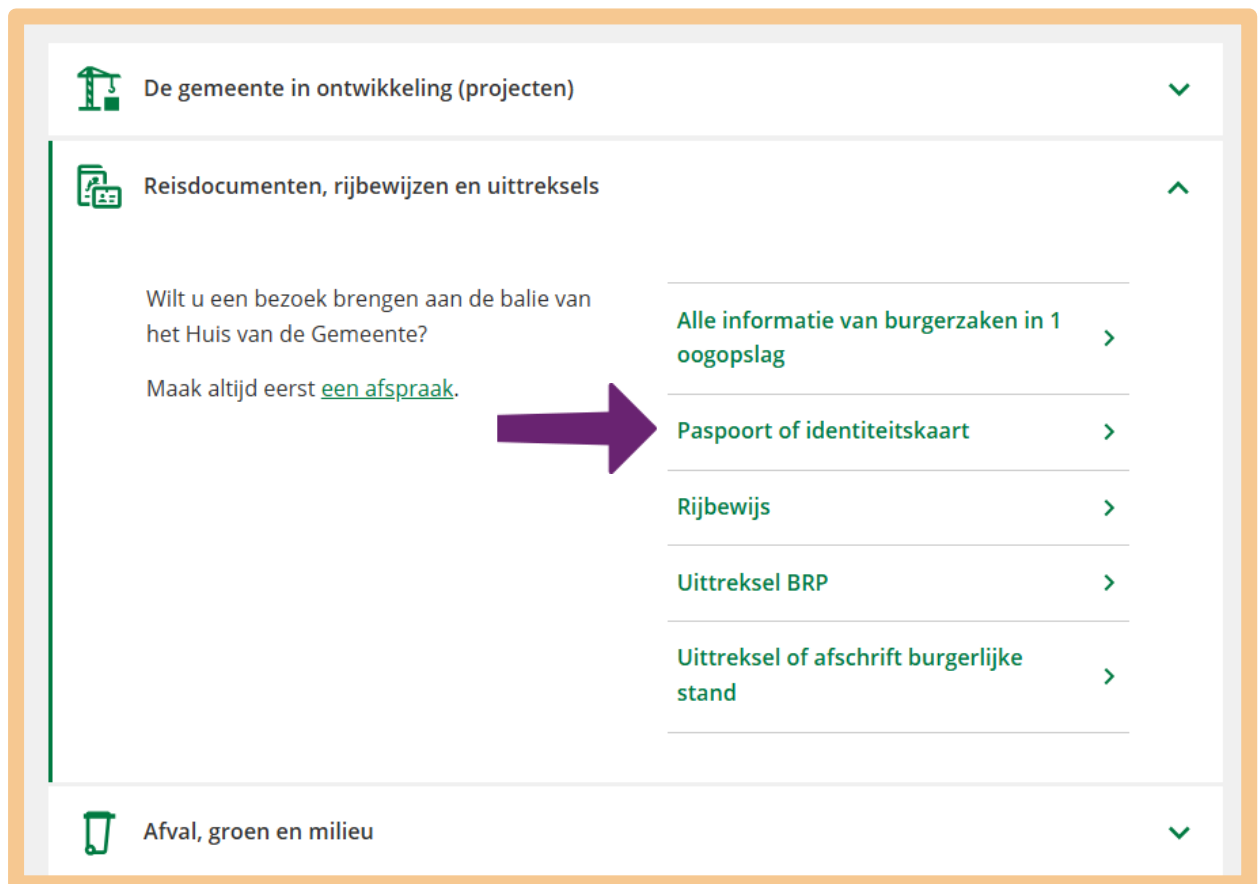 De gemeente in ontwikkeling (projecten)
Reisdocumenten, rijbewijzen en uittreksels
Wilt u een bezoek brengen aan de balie van
het Huis van de Gemeente?
Maak altijd eerst een afspraak.
Alle informatie van burgerzaken in 1
oogopslag
Paspoort of identiteitskaart
Rijbewijs
Uittreksel BRP
Uittreksel of afschrift burgerlijke
stand
Afval, groen en milieu